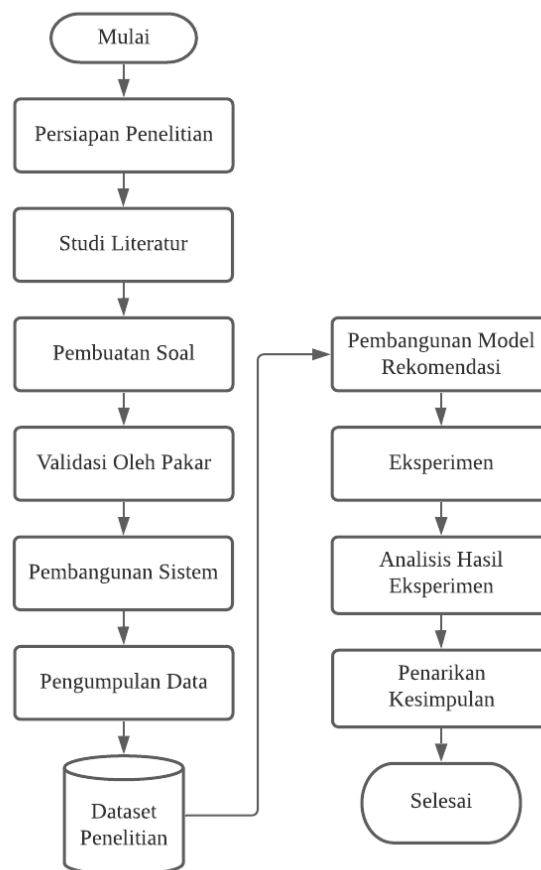 Mulai
Persiapan Penelitian
Studi Literatur
Pembuatan Soal
Validasi Oleh Pakar
Pembangunan Sistem
Pengumpulan Data
Dataset
Penelitian
Pembangunan Model
Rekomendasi
Eksperimen
Analisis Hasil
Eksperimen
Penarikan
Kesimpulan
Selesai